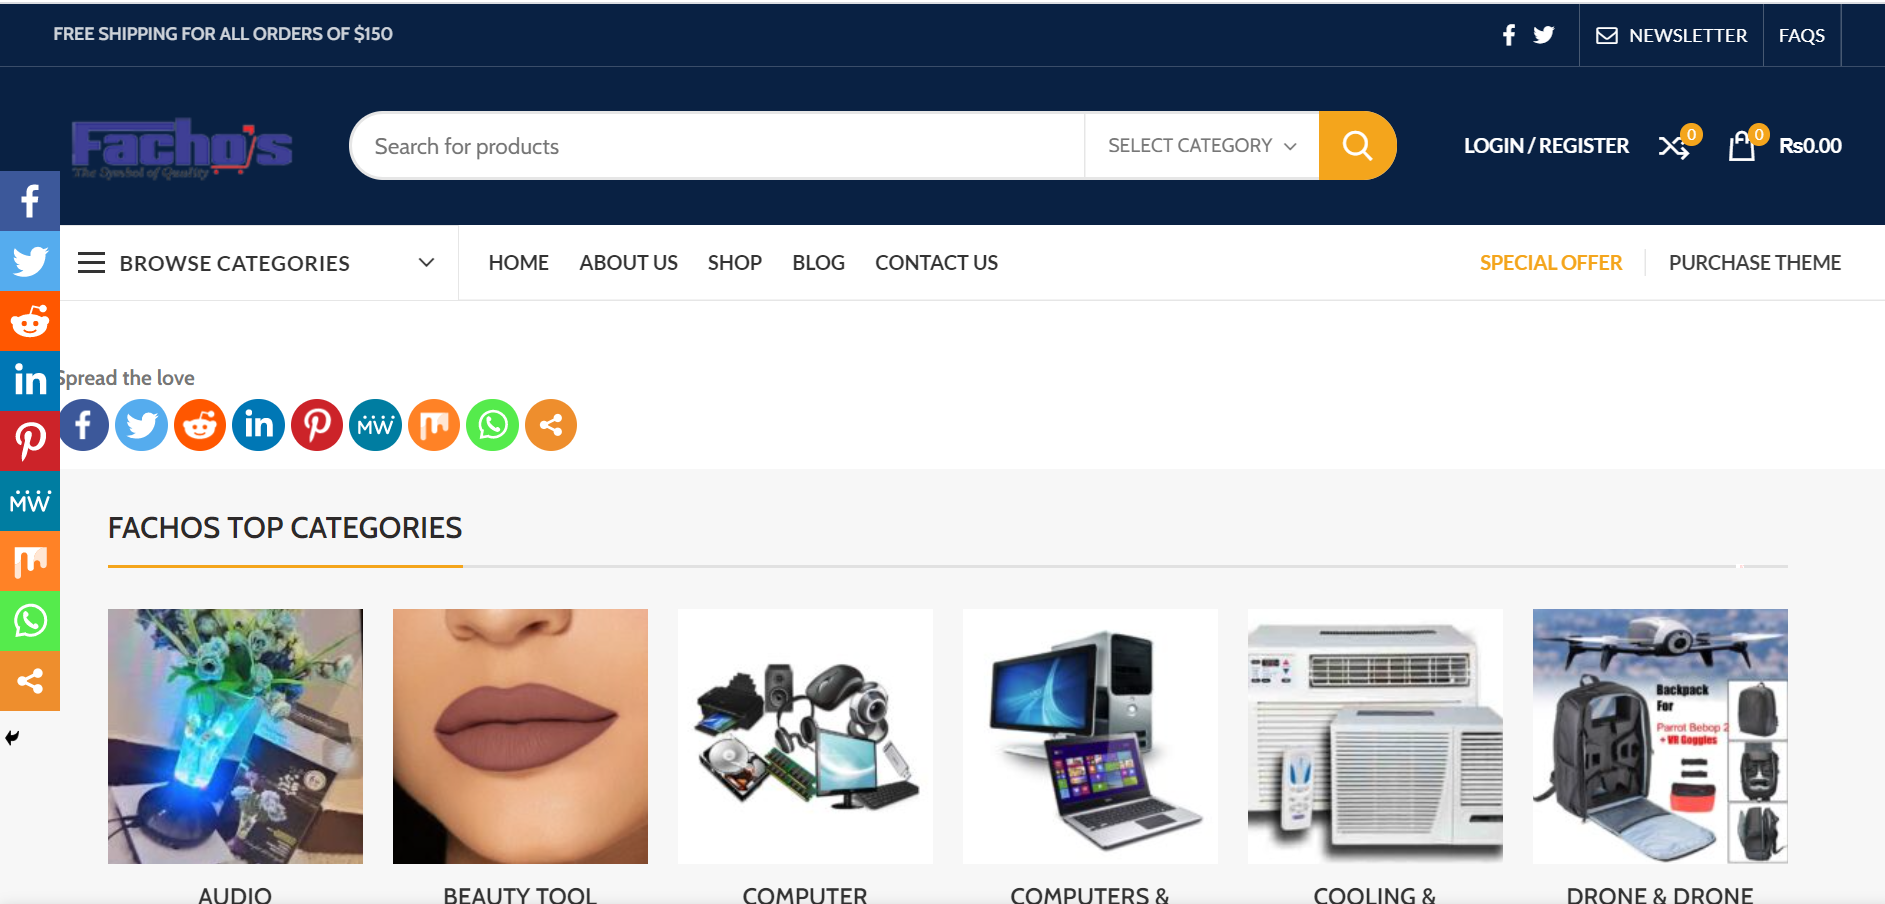 FREE SHIPPING FOR ALL ORDERS OF $150
NEWSLETTER
FAQS
Facho's
The Symbol of Quality
Search for products
SELECT CATEGORY
LOGIN / REGISTER
0
0
₨0.00
BROWSE CATEGORIES
HOME
ABOUT US
SHOP
BLOG
CONTACT US
SPECIAL OFFER
PURCHASE THEME
Spread the love
FACHOS TOP CATEGORIES
Backpack
For
Parrot Bebop 2
+ VR Goggles
AUDIO
BEAUTY TOOL
COMPUTER
COMPUTERS &
COOLING &
DRONE & DRONE